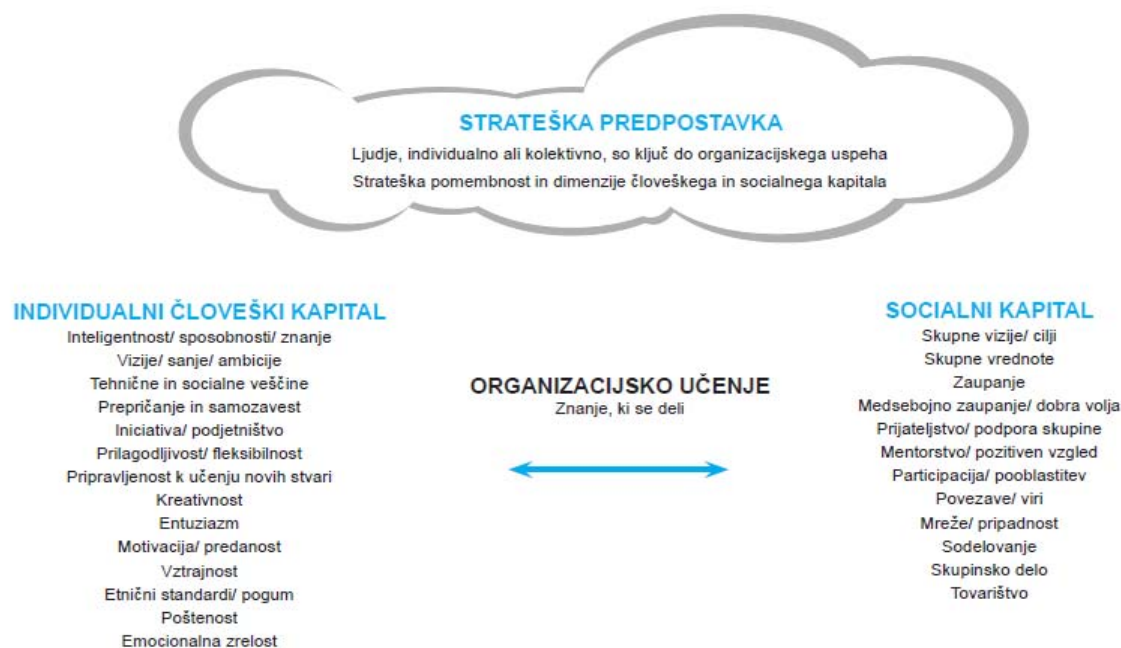 STRATEŠKA PREDPOSTAVKA
Ljudje, individualno ali kolektivno, so ključ do organizacijskega uspeha
Strateška pomembnost in dimenzije človeškega in socialnega kapitala
INDIVIDUALNI ČLOVEŠKI KAPITAL
Inteligentnost/ sposobnosti/ znanje
Vizije/ sanje/ ambicije
Tehnične in socialne veščine
Prepričanje in samozavest
Iniciativa/ podjetništvo
Prilagodljivost/ fleksibilnost
Pripravljenost k učenju novih stvari
Kreativnost
Entuziazm
Motivacija/ predanost
Vztrajnost
Etnični standardi/ pogum
Poštenost
Emocionalna zrelost
ORGANIZACIJSKO UČENJE
Znanje, ki se deli
SOCIALNI KAPITAL
Skupne vizije/ cilji
Skupne vrednote
Zaupanje
Medsebojno zaupanje/ dobra volja
Prijateljstvo/ podpora skupine
Mentorstvo/ pozitiven vzgled
Participacija/ pooblastitev
Povezave/ viri
Mreže/ pripadnost
Sodelovanje
Skupinsko delo
Tovarištvo